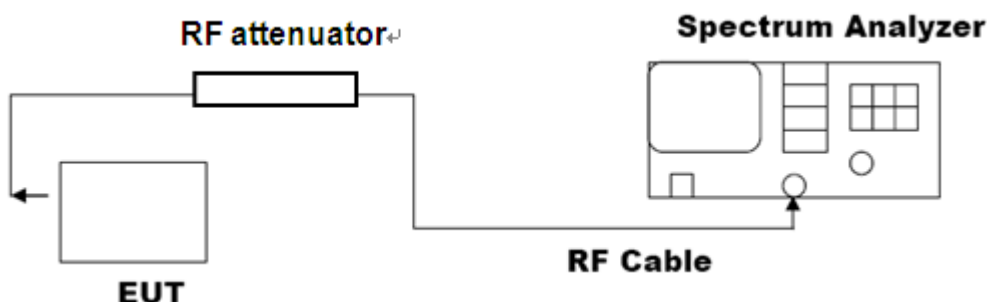 RF attenuator↵
Spectrum Analyzer
RF Cable
EUT